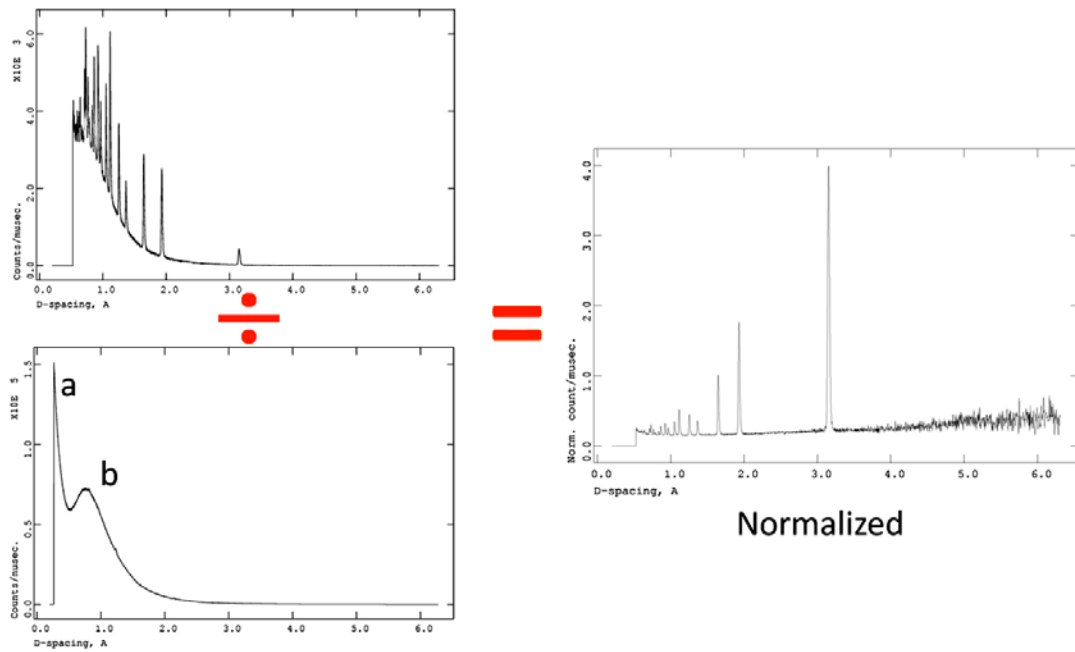 6.0
X10E 3
4.0
2.0
Counts/musec.
0.0
0.0 1.0 2.0 3.0 4.0 5.0 6.0
D-spacing, A
÷
=
1.5
X10E 5
a
b
1.0
0.5
Counts/musec.
0.0
0.0 1.0 2.0 3.0 4.0 5.0 6.0
D-spacing, A
4.0
3.0
2.0
1.0
Norm. count/musec.
0.0
0.0 1.0 2.0 3.0 4.0 5.0 6.0
D-spacing, A
Normalized